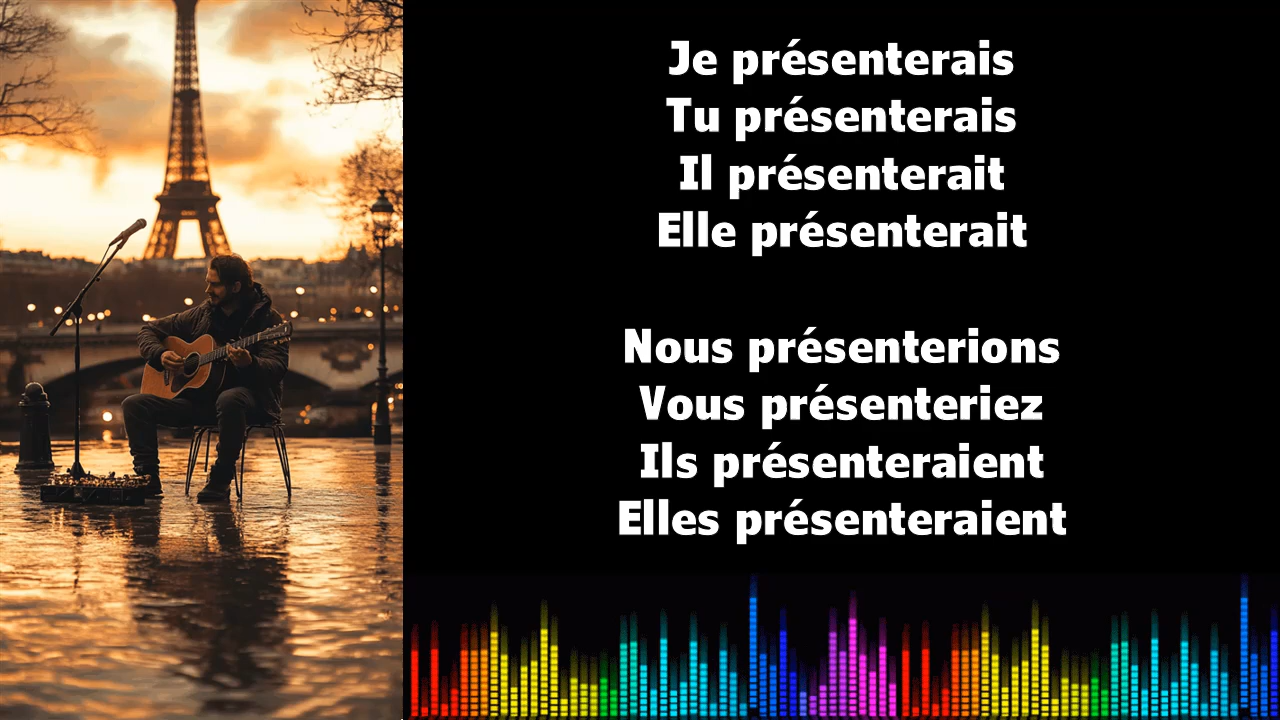 Je présenterais
Tu présenterais
Il présenterait
Elle présenterait
Nous présenterions
Vous présenteriez
Ils présenteraient
Elles présenteraient